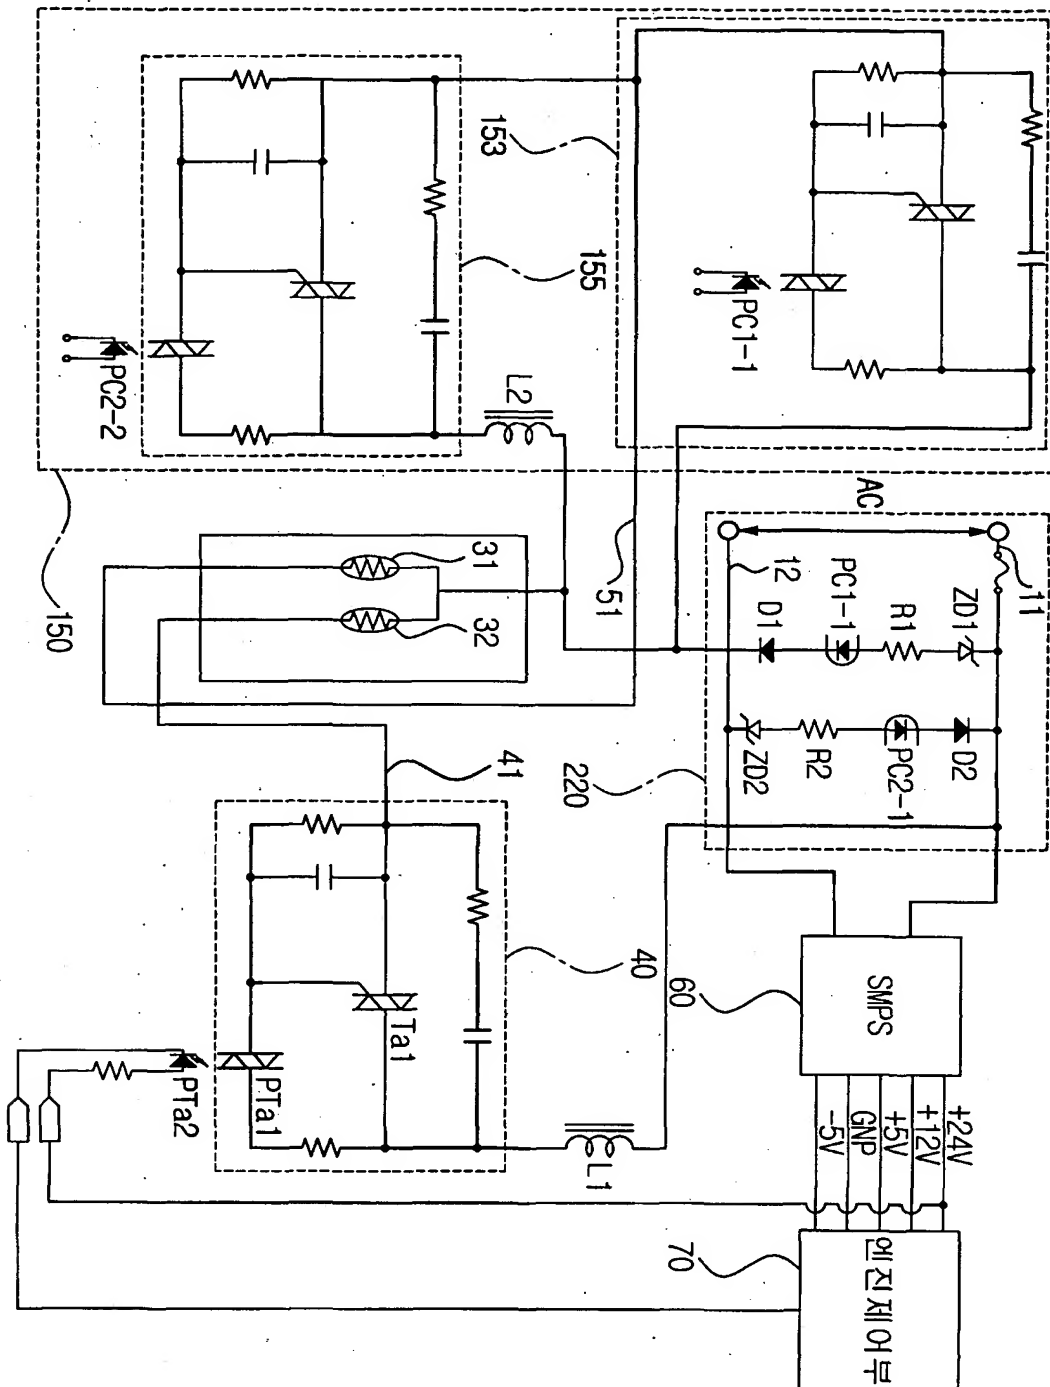 153
155
PC1-1
PC2-2
L2
150
AC
11
12
ZD1
R1
PC1-1
D1
D2
PC2-1
R2
ZD2
220
31
32
51
41
40
Ta1
PTa1
PTa2
L1
SMPS
60
+24V
+12V
+5V
GNP
-5V
엔진제어부
70